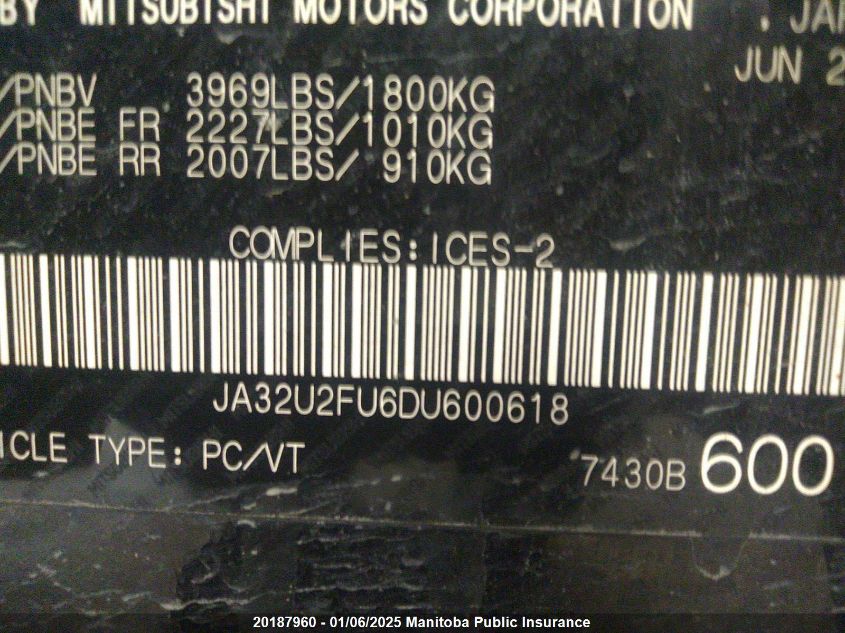 BY MITSUBISHI MOTORS CORPORATION
JUN 2
/PNBV 3969LBS/1800KG
/PNBE FR 2227LBS/1010KG
/PNBE RR 2007LBS/ 910KG
COMPLIES:ICES-2
JA32U2FU6DU600618
ICLE TYPE: PC/VT 7430B 600
20187960 - 01/06/2025 Manitoba Public Insurance